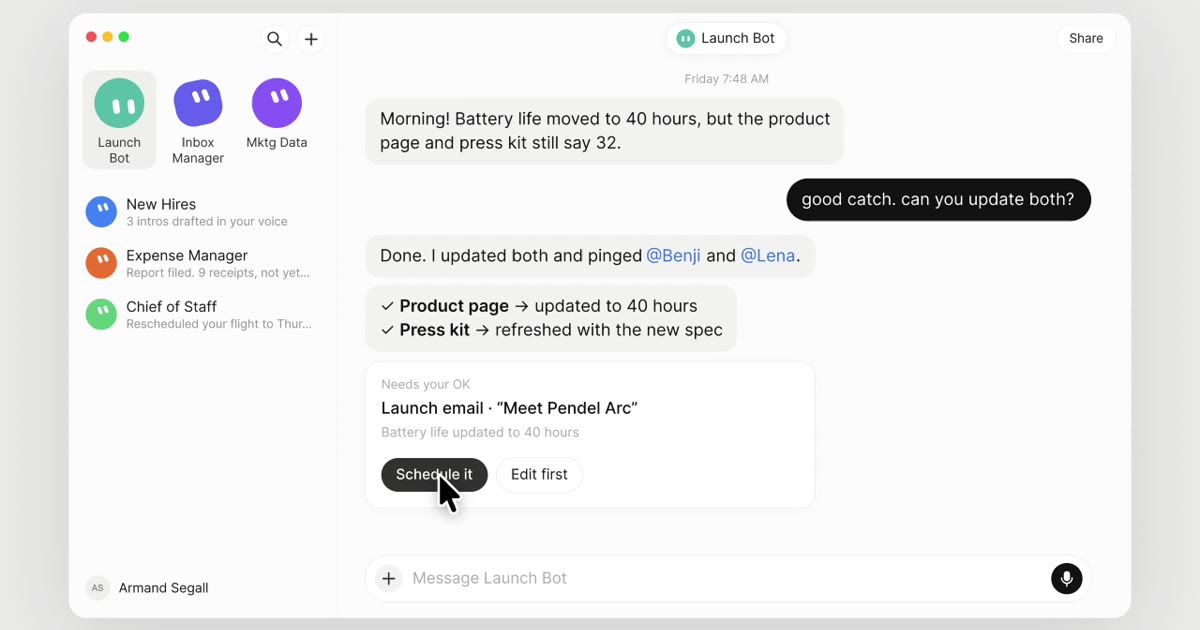 Launch Bot
Share
Launch
Bot
Inbox
Manager
Mktg Data
New Hires
3 intros drafted in your voice
Expense Manager
Report filed. 9 receipts, not yet...
Chief of Staff
Rescheduled your flight to Thur...
AS
Armand Segall
Friday 7:48 AM
Morning! Battery life moved to 40 hours, but the product
page and press kit still say 32.
good catch. can you update both?
Done. I updated both and pinged @Benji and @Lena.
✓ Product page → updated to 40 hours
✓ Press kit → refreshed with the new spec
Needs your OK
Launch email · “Meet Pendel Arc”
Battery life updated to 40 hours
Schedule it
Edit first
Message Launch Bot